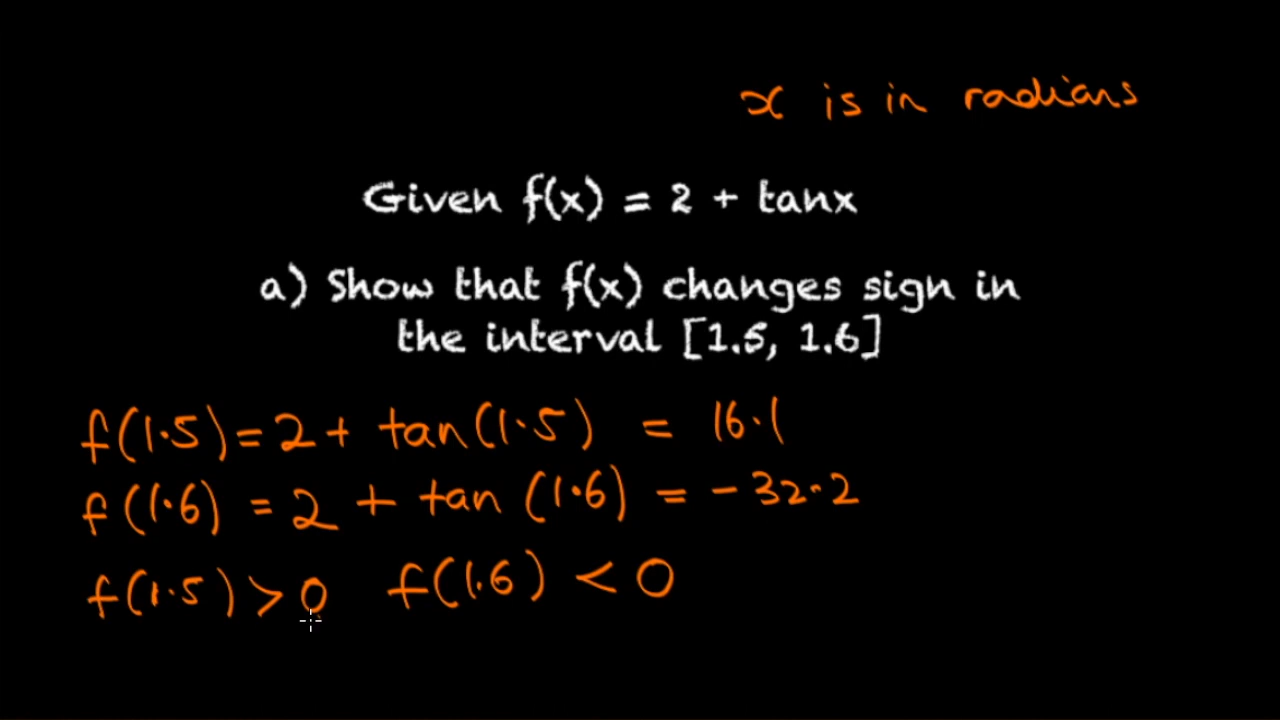 x is in radians
Given f(x) = 2 + tanx
a) Show that f(x) changes sign in
the interval [1.5, 1.6]
f(1.5) = 2 + tan(1.5) = 16.1
f(1.6) = 2 + tan(1.6) = -32.2
f(1.5) > 0 f(1.6) < 0